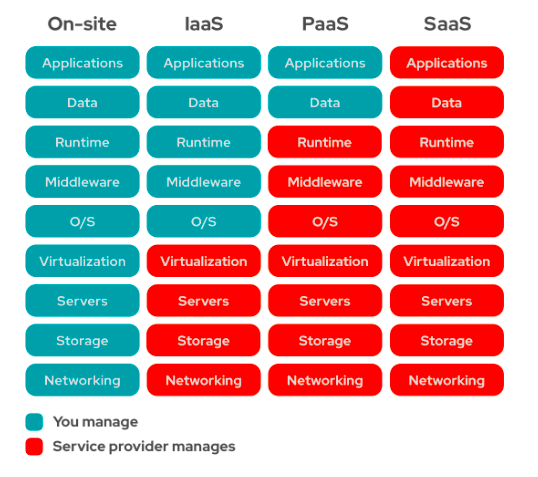 On-site IaaS PaaS SaaS
Applications Applications Applications Applications
Data Data Data Data
Runtime Runtime Runtime Runtime
Middleware Middleware Middleware Middleware
O/S O/S O/S O/S
Virtualization Virtualization Virtualization Virtualization
Servers Servers Servers Servers
Storage Storage Storage Storage
Networking Networking Networking Networking
You manage
Service provider manages